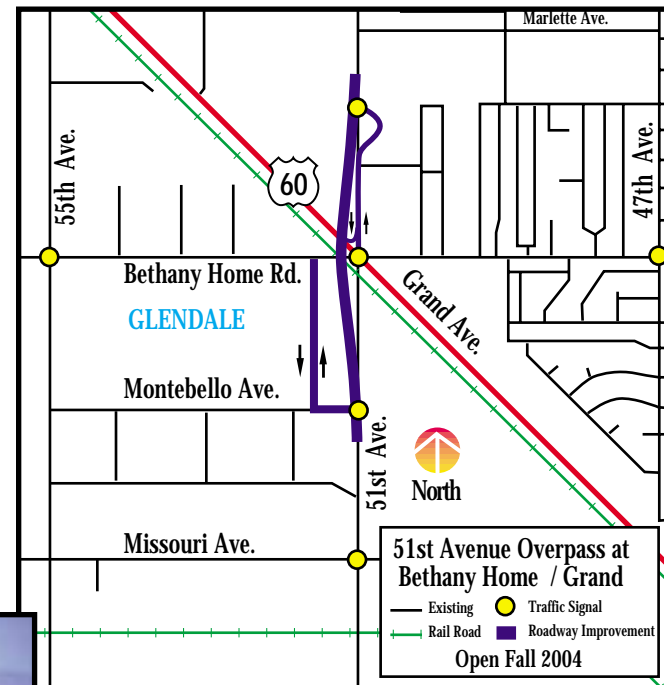 Marlette Ave.
55th Ave.
60
47th Ave.
Bethany Home Rd.
GLENDALE
Grand Ave.
Montebello Ave.
51st Ave.
North
Missouri Ave.
51st Avenue Overpass at
Bethany Home / Grand
Existing Traffic Signal
Rail Road Roadway Improvement
Open Fall 2004